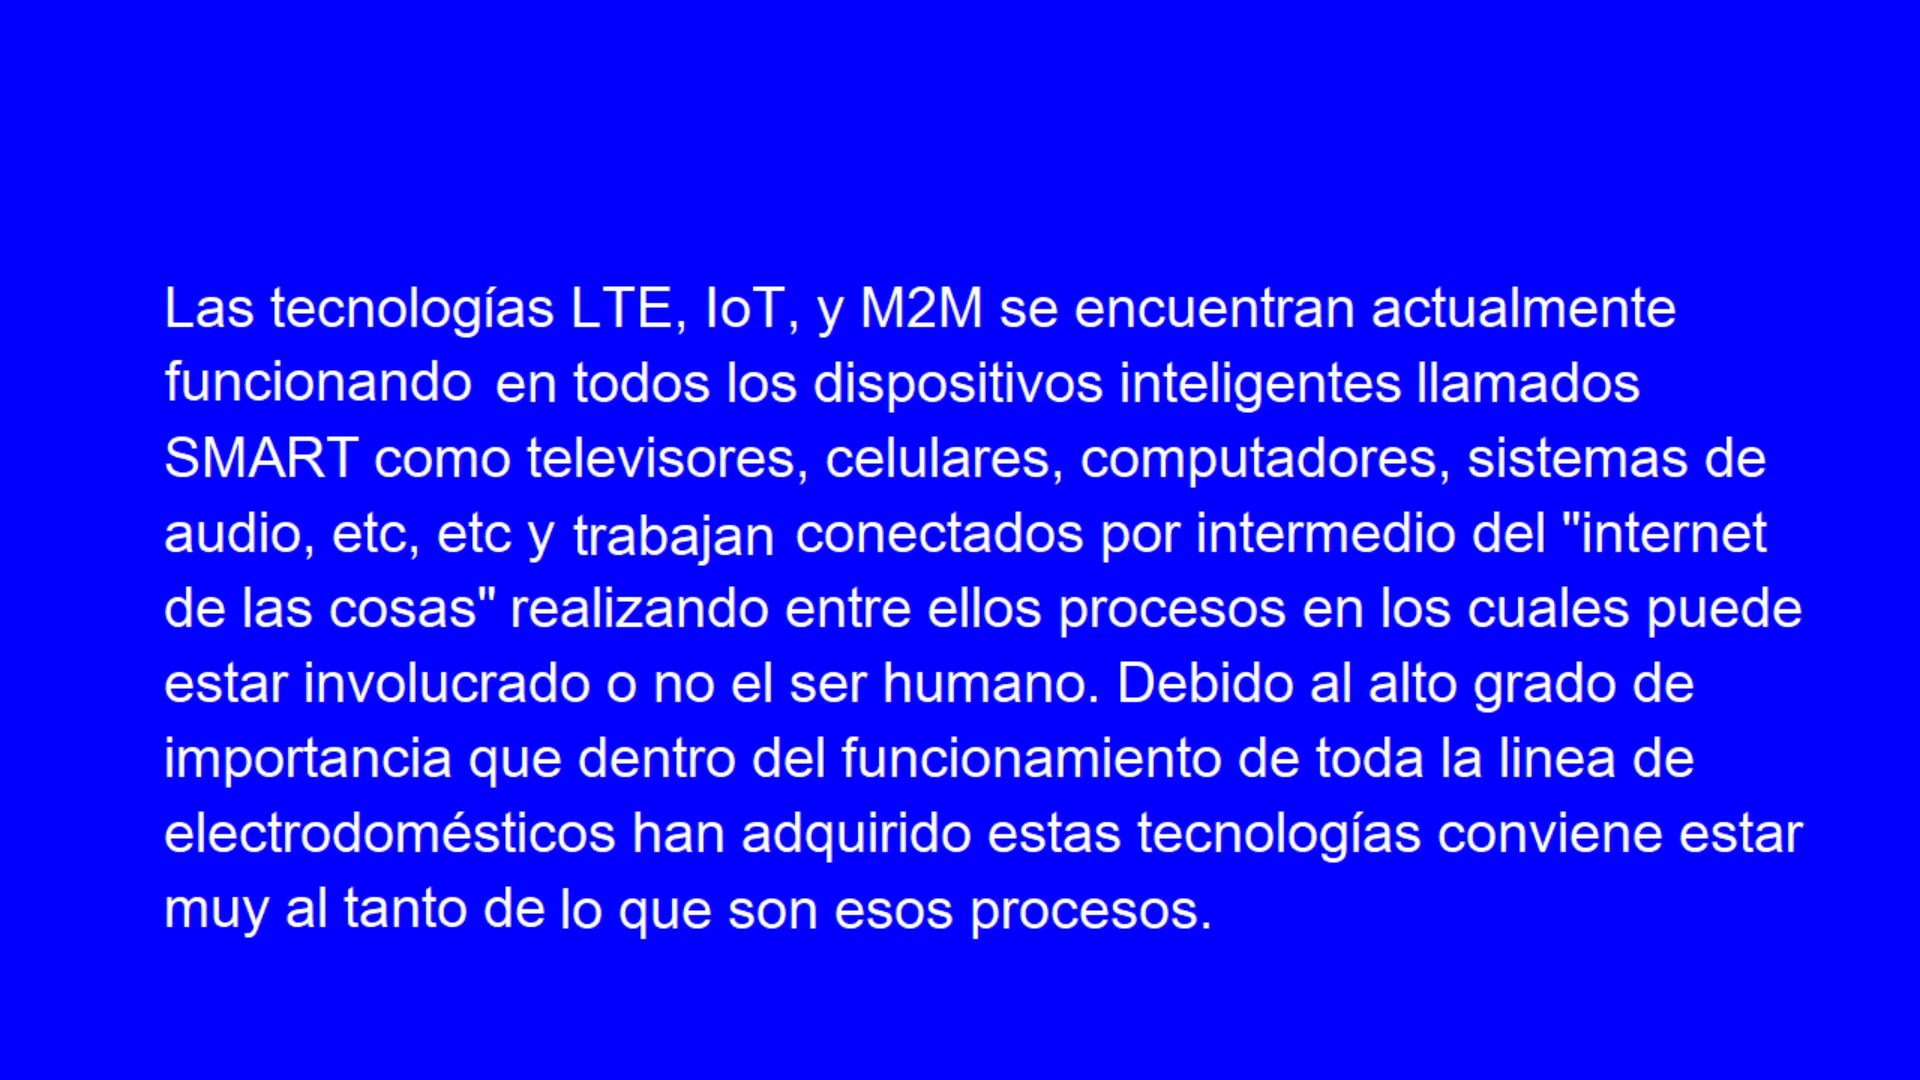 Las tecnologías LTE, IoT, y M2M se encuentran actualmente
funcionando en todos los dispositivos inteligentes llamados
SMART como televisores, celulares, computadores, sistemas de
audio, etc, etc y trabajan conectados por intermedio del "internet
de las cosas" realizando entre ellos procesos en los cuales puede
estar involucrado o no el ser humano. Debido al alto grado de
importancia que dentro del funcionamiento de toda la linea de
electrodomésticos han adquirido estas tecnologías conviene estar
muy al tanto de lo que son esos procesos.